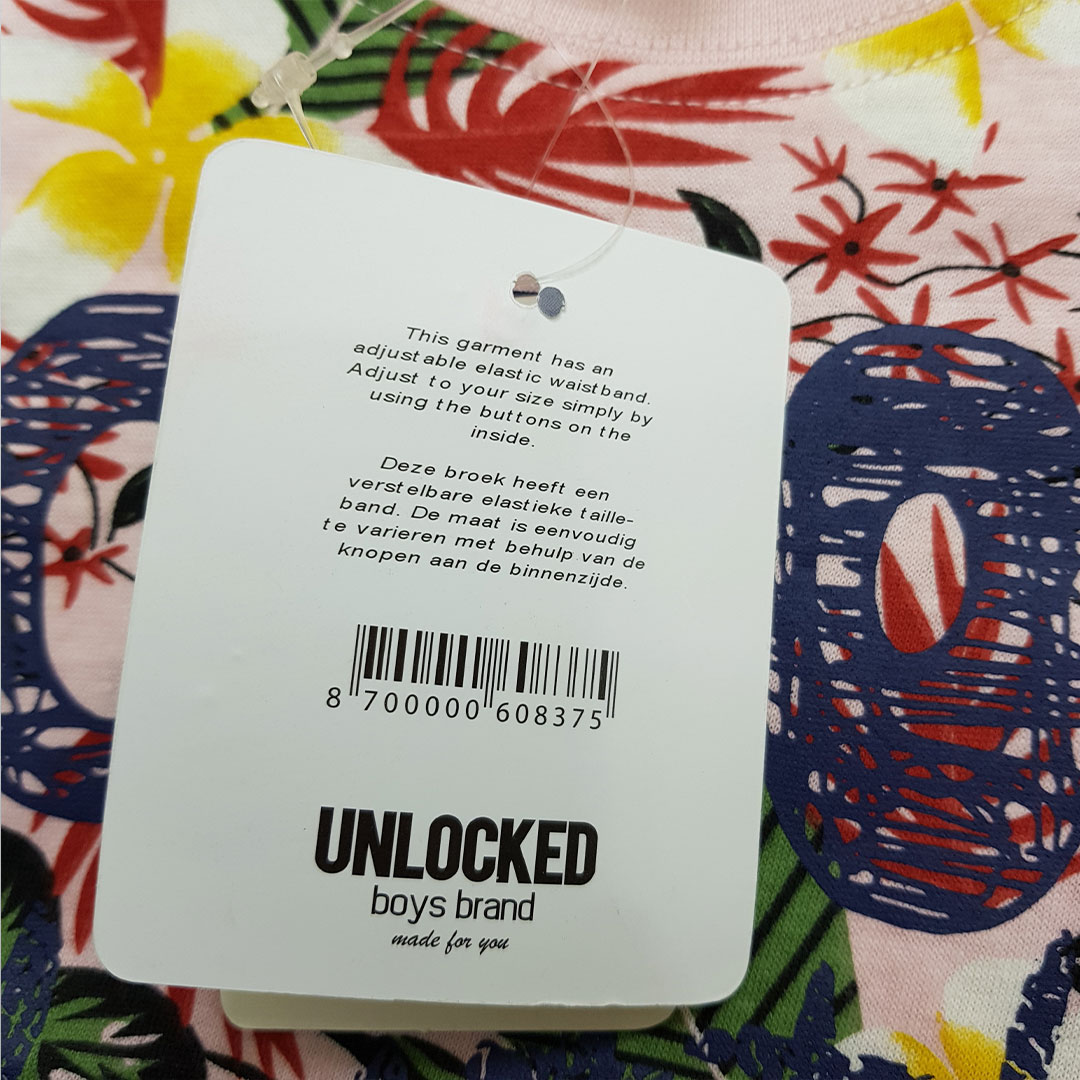 This garment has an
adjustable elastic waistband.
Adjust to your size simply by
using the buttons on the
inside.
Deze broek heeft een
verstelbare elastieke taille-
band. De maat is eenvoudig
te varieren met behulp van de
knopen aan de binnenzijde.
8 700000 608375
UNLOCKED
boys brand
made for you